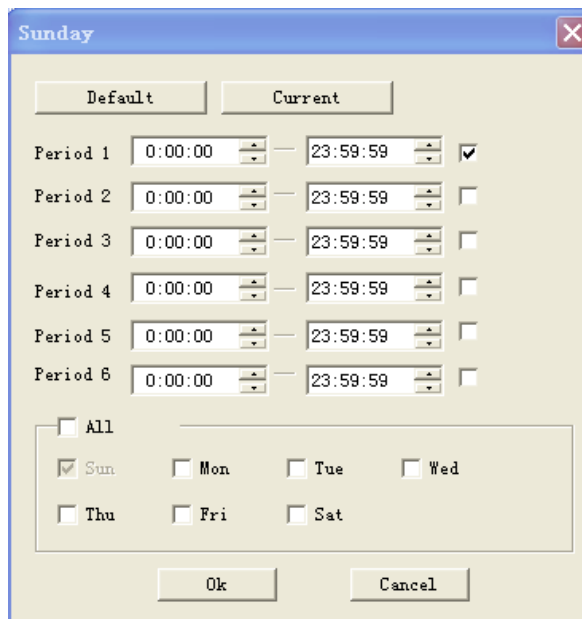 Sunday
Default Current
Period 1 0:00:00 23:59:59
Period 2 0:00:00 23:59:59
Period 3 0:00:00 23:59:59
Period 4 0:00:00 23:59:59
Period 5 0:00:00 23:59:59
Period 6 0:00:00 23:59:59
All
Sun Mon Tue Wed
Thu Fri Sat
Ok Cancel